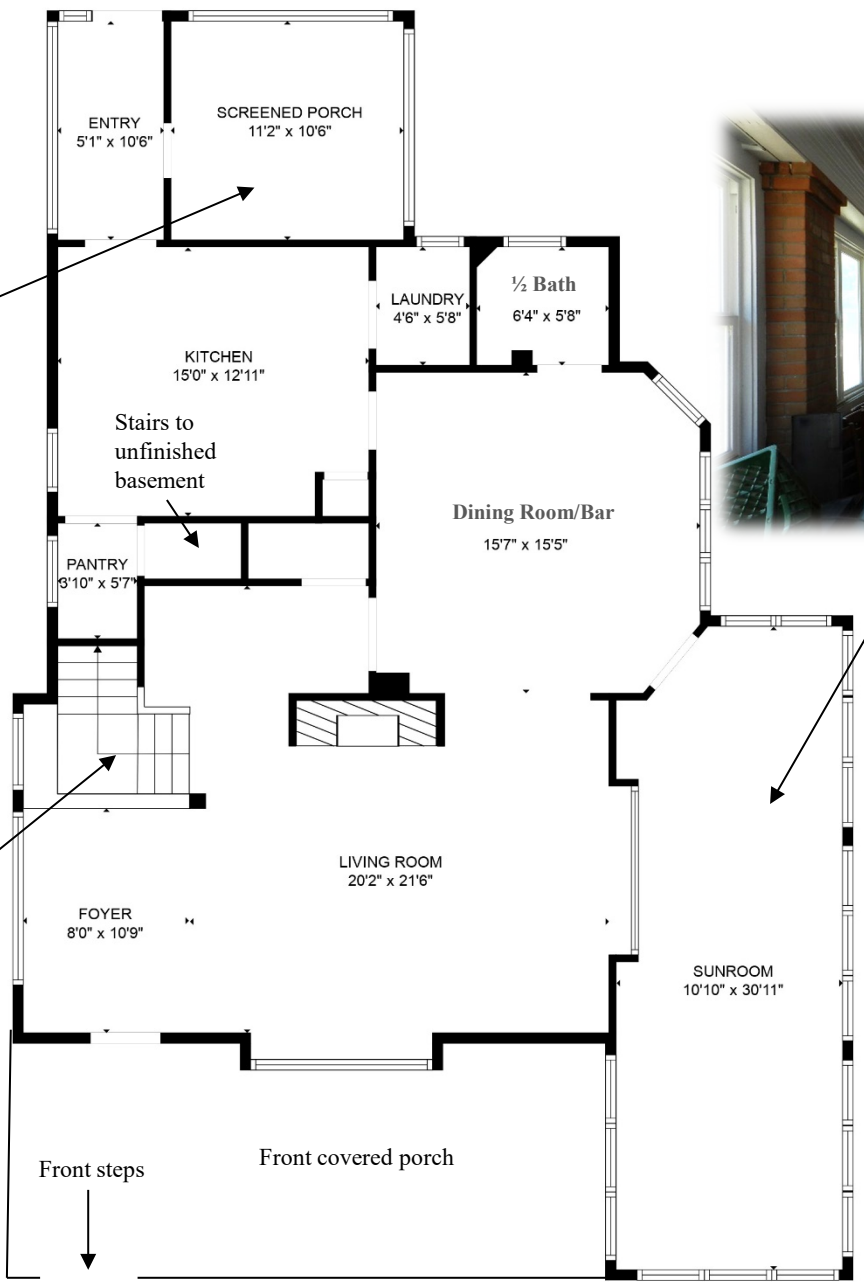 ENTRY
5'1" x 10'6"
SCREENED PORCH
11'2" x 10'6"
LAUNDRY
4'6" x 5'8"
½ Bath
6'4" x 5'8"
KITCHEN
15'0" x 12'11"
Stairs to
unfinished
basement
Dining Room/Bar
15'7" x 15'5"
PANTRY
3'10" x 5'7"
LIVING ROOM
20'2" x 21'6"
FOYER
8'0" x 10'9"
SUNROOM
10'10" x 30'11"
Front steps
Front covered porch